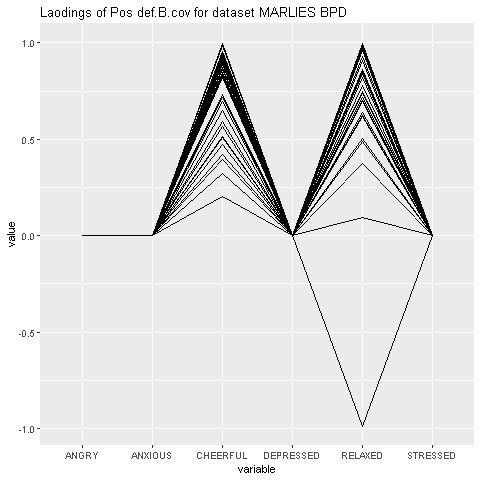 Laodings of Pos def.B.cov for dataset MARLIES BPD
1.0
0.5
0.0
-0.5
-1.0
value
ANGRY ANXIOUS CHEERFUL DEPRESSED RELAXED STRESSED
variable